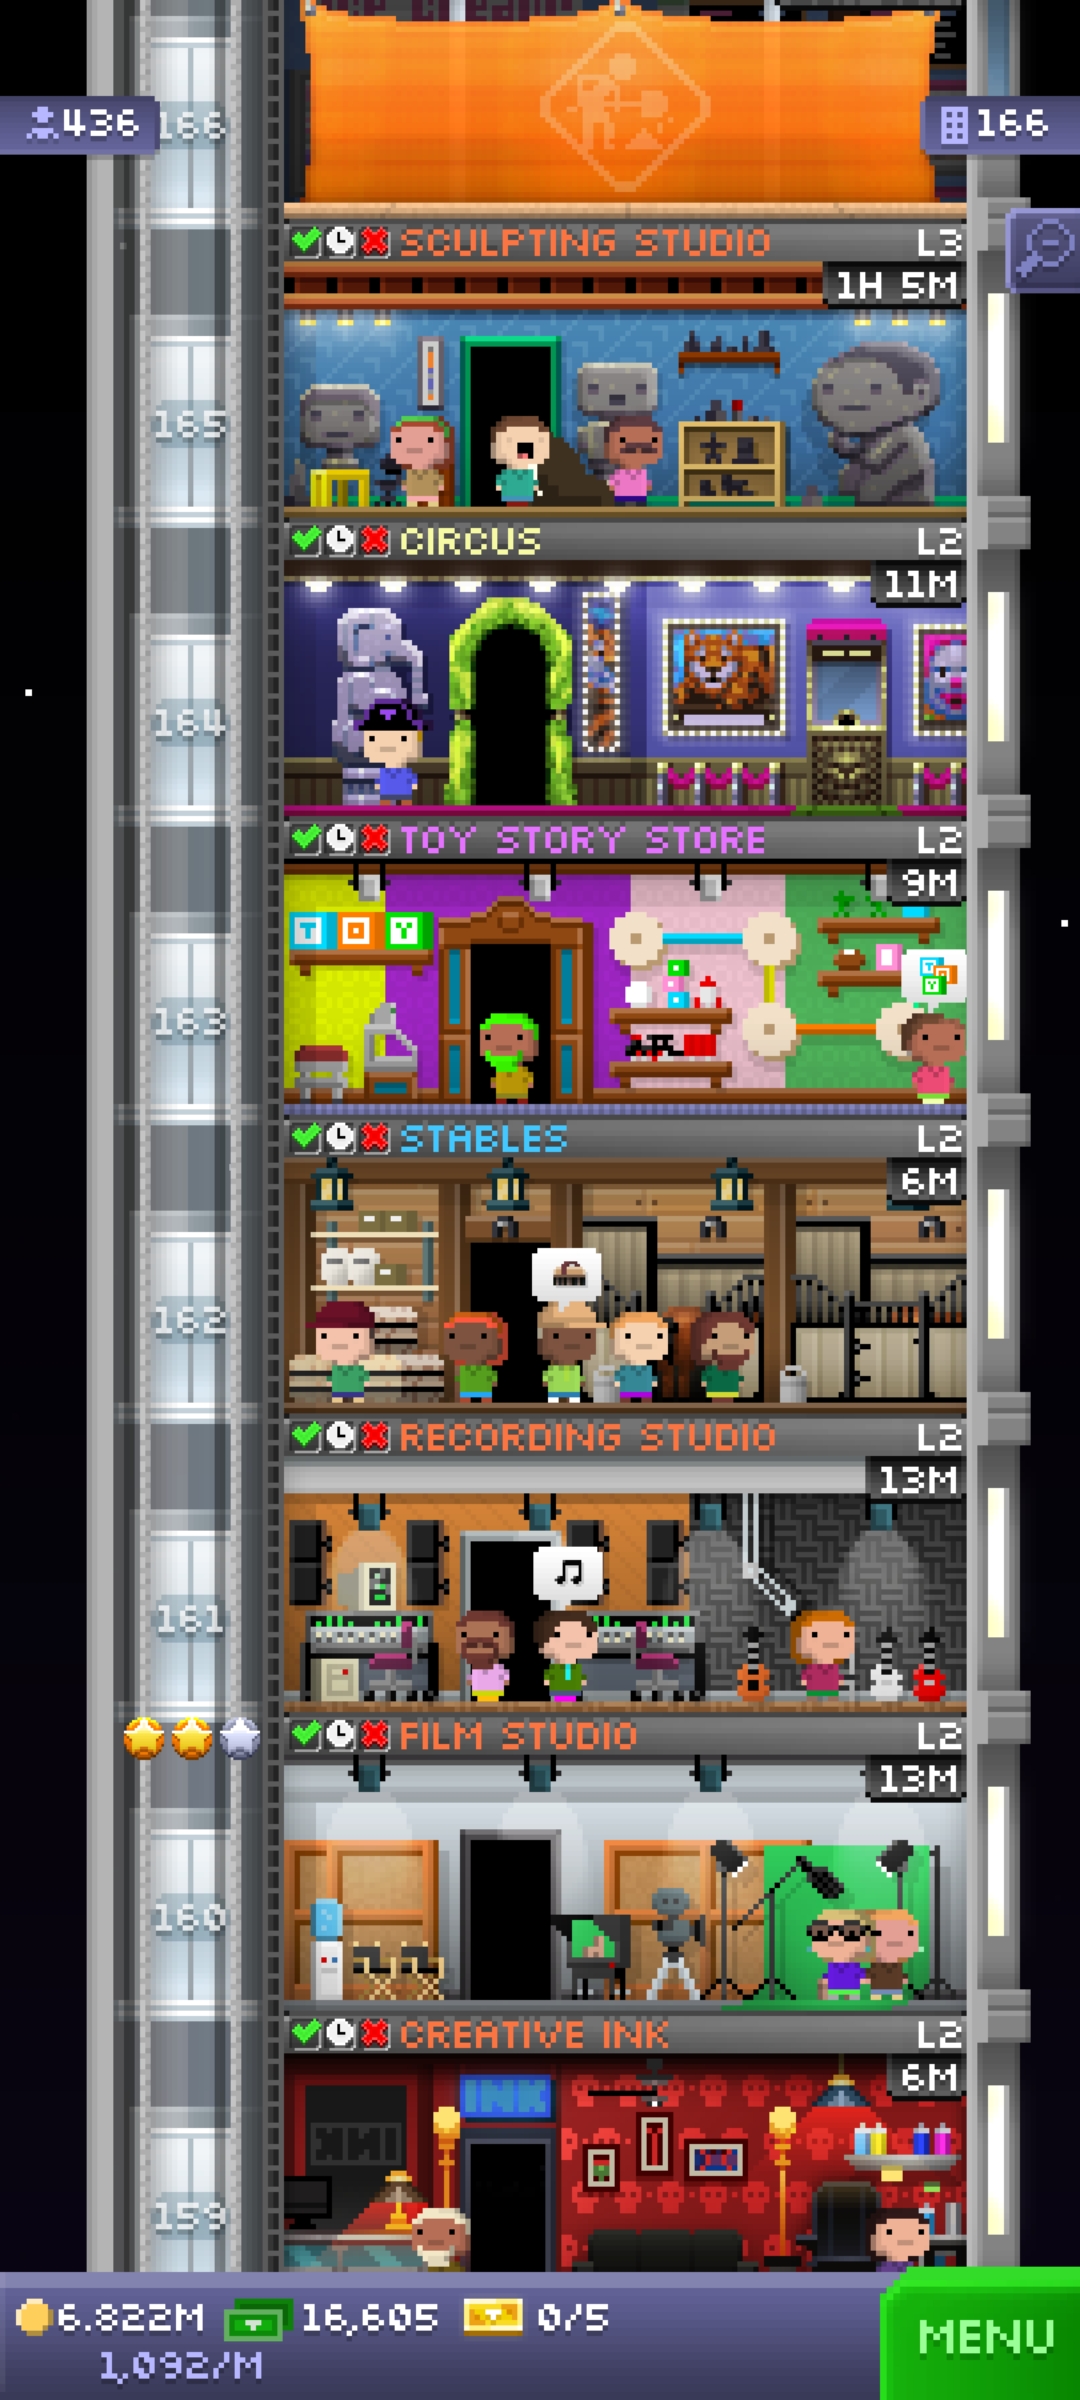 436
166
166
SCULPTING STUDIO L3
1H 5M
165
CIRCUS L2
11M
164
TOY STORY STORE L2
9M
T O Y
T O Y
163
STABLES L2
6M
162
RECORDING STUDIO L2
13M
161
FILM STUDIO L2
13M
160
CREATIVE INK L2
6M
INK
159
6.822M 16,605 0/5
1,092/M
MENU